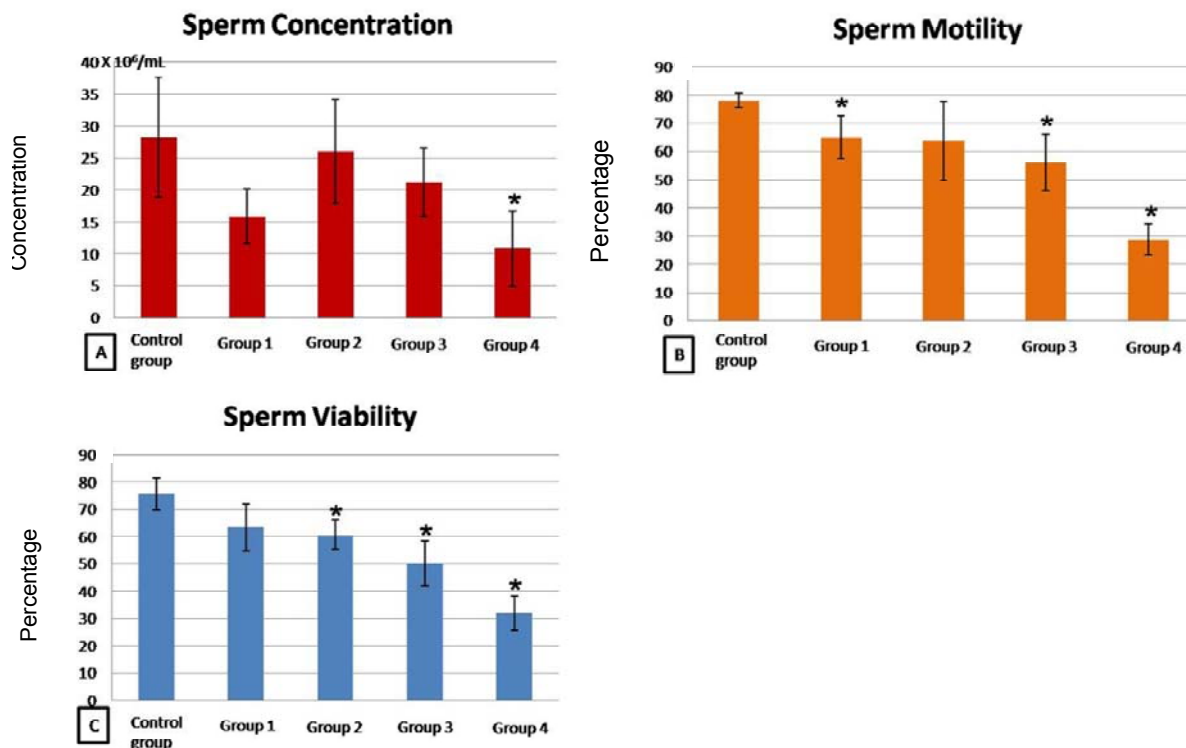 Sperm Concentration
40 X 10⁶/mL
35
30
25
20
15
10
5
0
Concentration
*
A
Control group
Group 1
Group 2
Group 3
Group 4
Sperm Motility
90
80
70
60
50
40
30
20
10
0
Percentage
*
*
*
B
Control group
Group 1
Group 2
Group 3
Group 4
Sperm Viability
90
80
70
60
50
40
30
20
10
0
Percentage
*
*
*
C
Control group
Group 1
Group 2
Group 3
Group 4